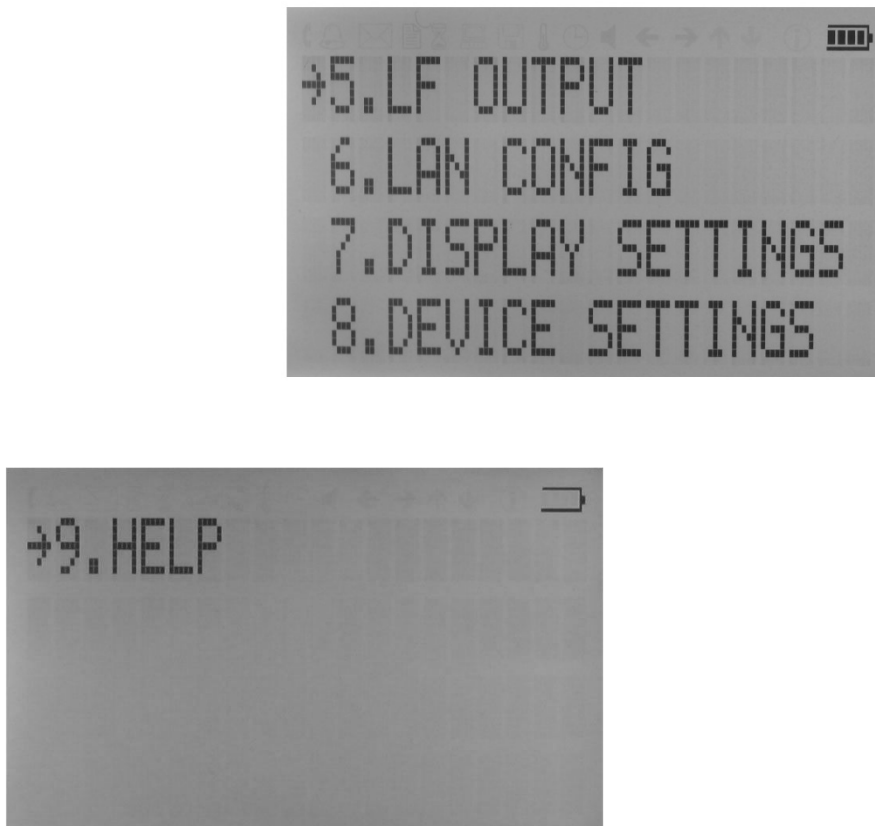 →5.LF OUTPUT
6.LAN CONFIG
7.DISPLAY SETTINGS
8.DEVICE SETTINGS
→9.HELP